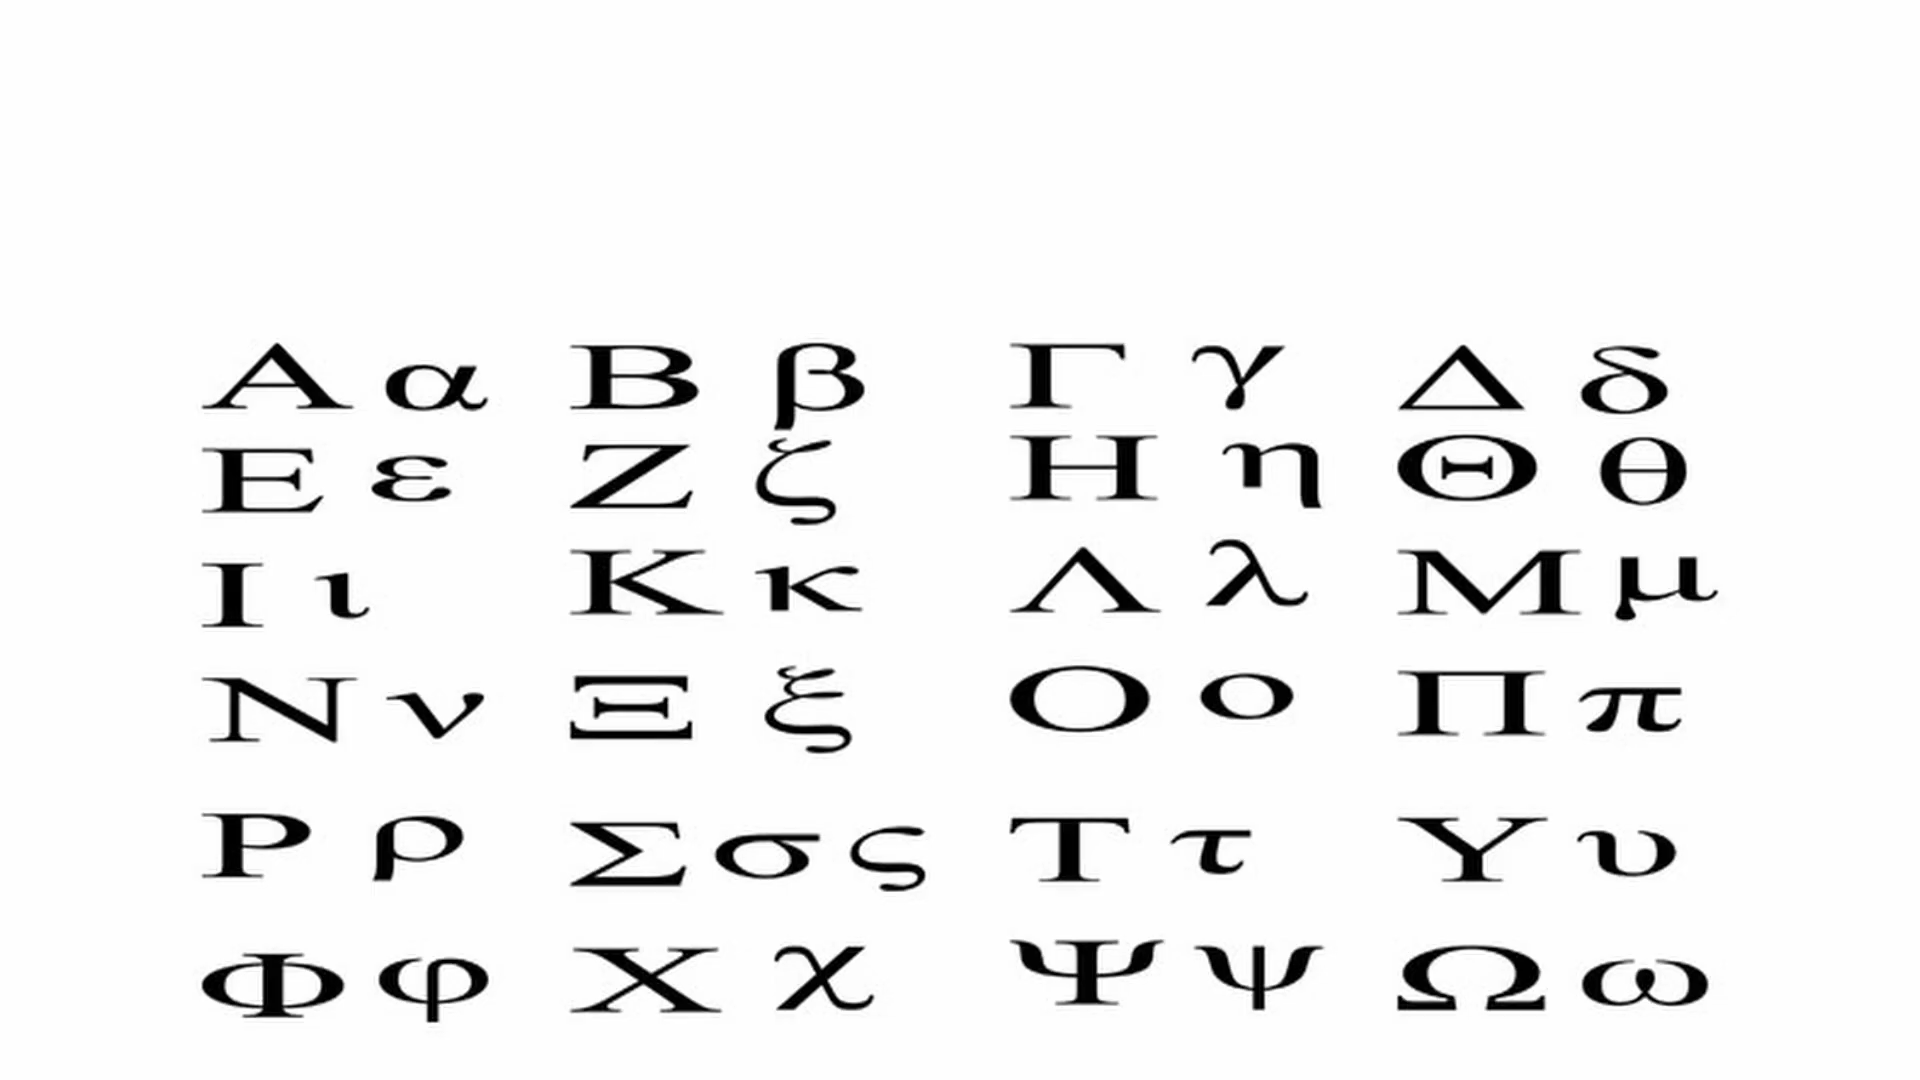 Α α Β β Γ γ Δ δ
Ε ε Ζ ζ Η η Θ θ
Ι ι Κ κ Λ λ Μ μ
Ν ν Ξ ξ Ο ο Π π
Ρ ρ Σ σ ς Τ τ Υ υ
Φ φ Χ χ Ψ ψ Ω ω